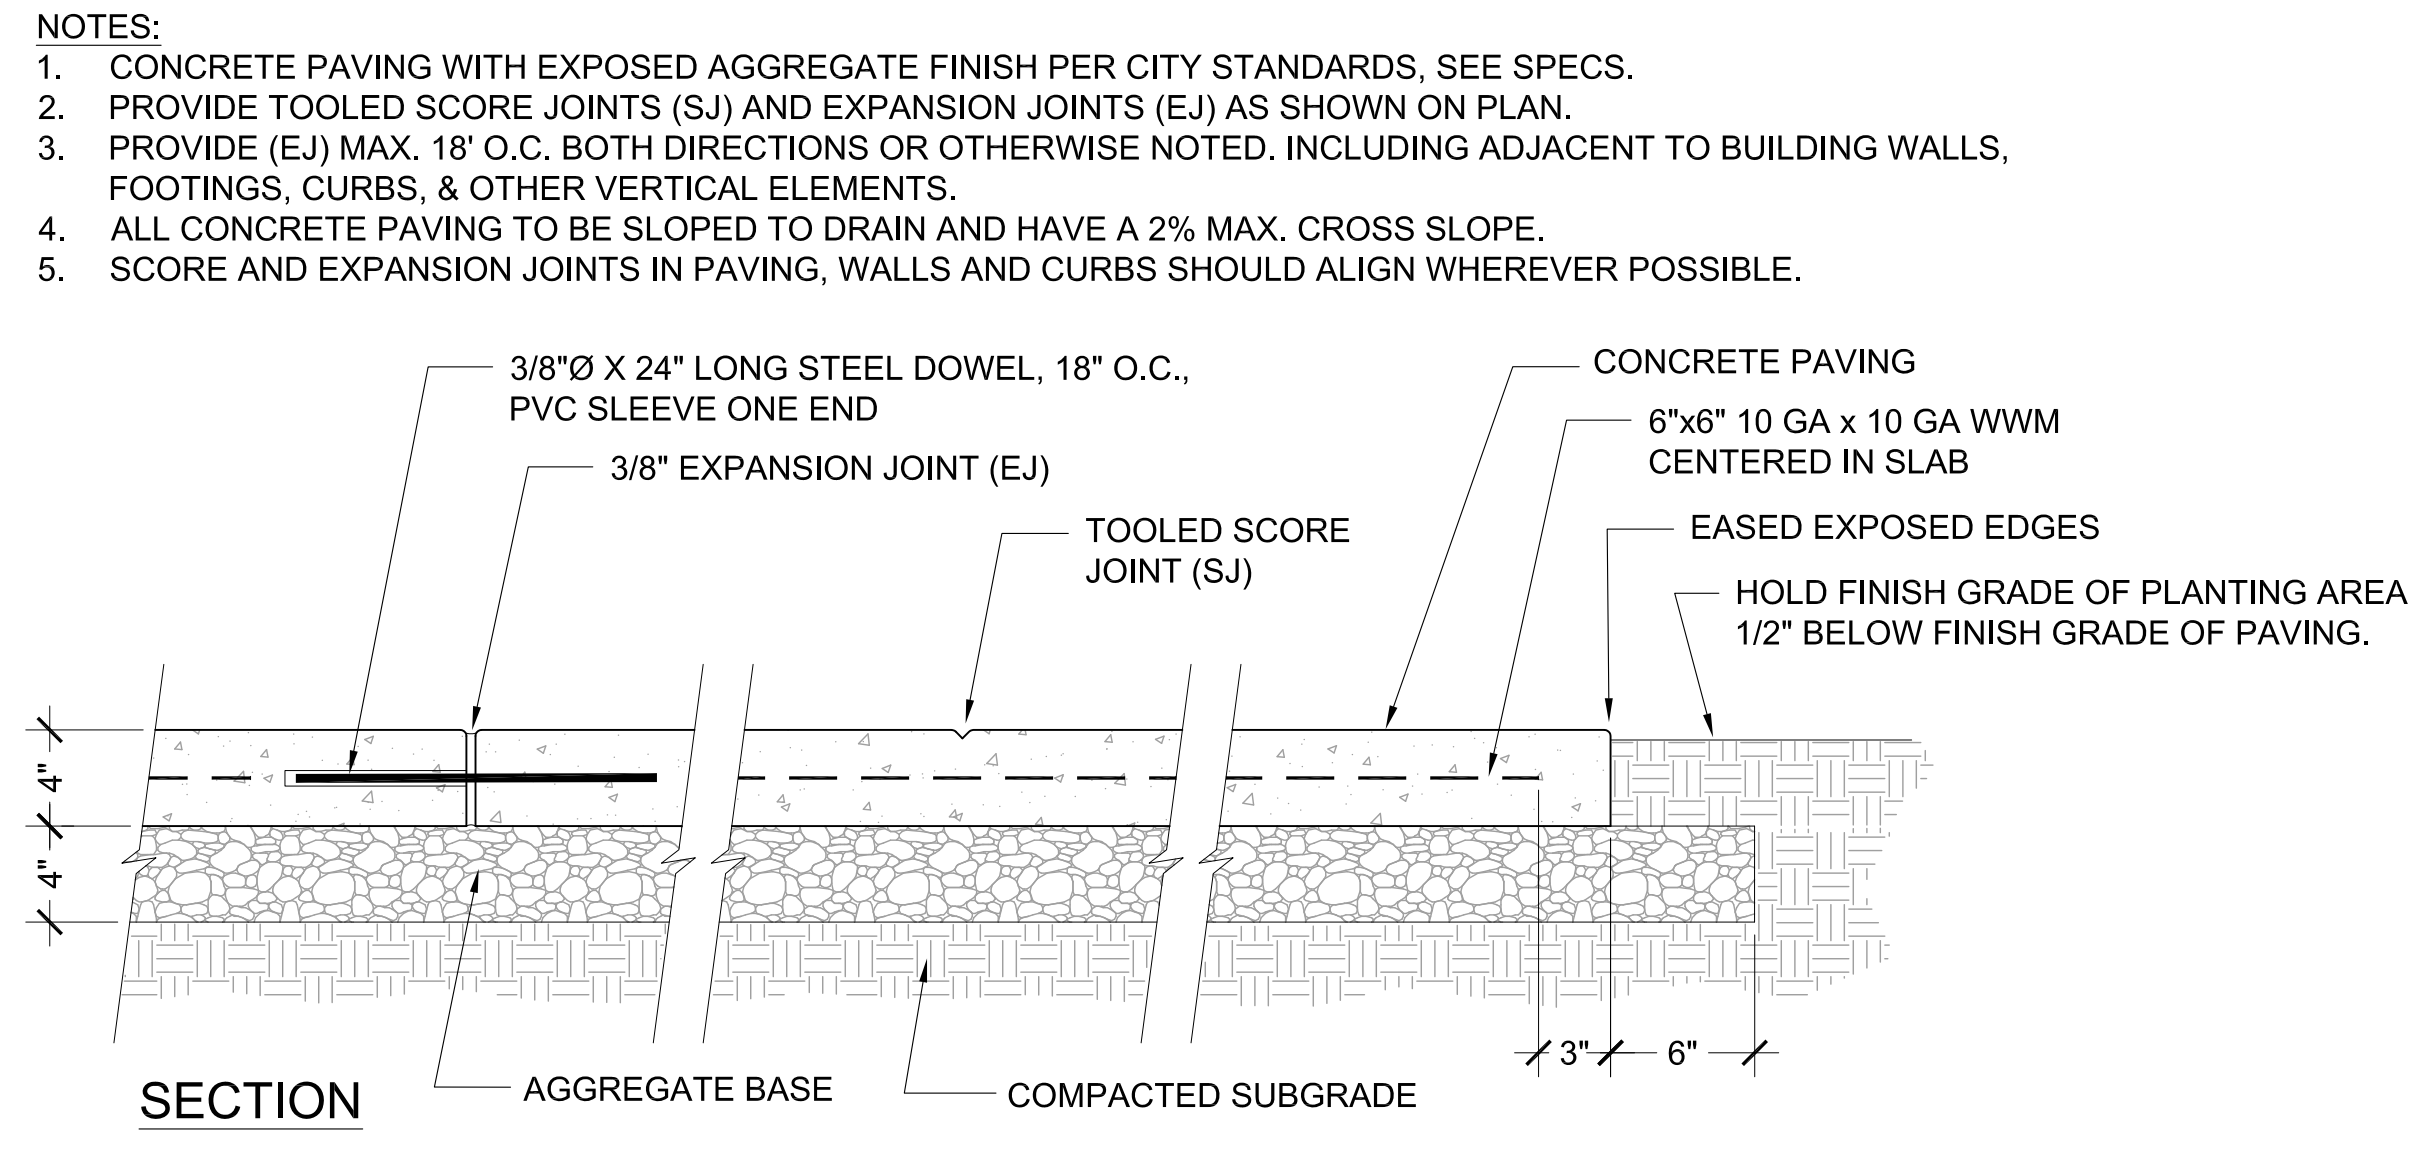 NOTES:
1. CONCRETE PAVING WITH EXPOSED AGGREGATE FINISH PER CITY STANDARDS, SEE SPECS.
2. PROVIDE TOOLED SCORE JOINTS (SJ) AND EXPANSION JOINTS (EJ) AS SHOWN ON PLAN.
3. PROVIDE (EJ) MAX. 18' O.C. BOTH DIRECTIONS OR OTHERWISE NOTED. INCLUDING ADJACENT TO BUILDING WALLS,
FOOTINGS, CURBS, & OTHER VERTICAL ELEMENTS.
4. ALL CONCRETE PAVING TO BE SLOPED TO DRAIN AND HAVE A 2% MAX. CROSS SLOPE.
5. SCORE AND EXPANSION JOINTS IN PAVING, WALLS AND CURBS SHOULD ALIGN WHEREVER POSSIBLE.
3/8"Ø X 24" LONG STEEL DOWEL, 18" O.C.,
PVC SLEEVE ONE END
3/8" EXPANSION JOINT (EJ)
TOOLED SCORE
JOINT (SJ)
CONCRETE PAVING
6"x6" 10 GA x 10 GA WWM
CENTERED IN SLAB
EASED EXPOSED EDGES
HOLD FINISH GRADE OF PLANTING AREA
1/2" BELOW FINISH GRADE OF PAVING.
4"
4"
3"
6"
AGGREGATE BASE
COMPACTED SUBGRADE
SECTION